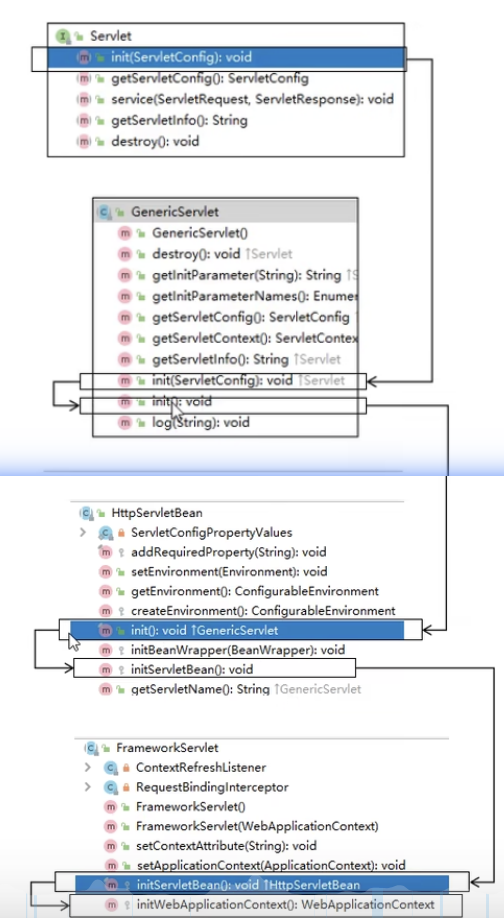 Servlet
init(ServletConfig): void
getServletConfig(): ServletConfig
service(ServletRequest, ServletResponse): void
getServletInfo(): String
destroy(): void
GenericServlet
GenericServlet()
destroy(): void ↑Servlet
getInitParameter(String): String ↑S
getInitParameterNames(): Enumer
getServletConfig(): ServletConfig
getServletContext(): ServletContex
getServletInfo(): String ↑Servlet
init(ServletConfig): void ↑Servlet
init(): void
log(String): void
HttpServletBean
ServletConfigPropertyValues
addRequiredProperty(String): void
setEnvironment(Environment): void
getEnvironment(): ConfigurableEnvironment
createEnvironment(): ConfigurableEnvironment
init(): void ↑GenericServlet
initBeanWrapper(BeanWrapper): void
initServletBean(): void
getServletName(): String ↑GenericServlet
FrameworkServlet
ContextRefreshListener
RequestBindingInterceptor
FrameworkServlet()
FrameworkServlet(WebApplicationContext)
setContextAttribute(String): void
setApplicationContext(ApplicationContext): void
initServletBean(): void ↑HttpServletBean
initWebApplicationContext(): WebApplicationContext